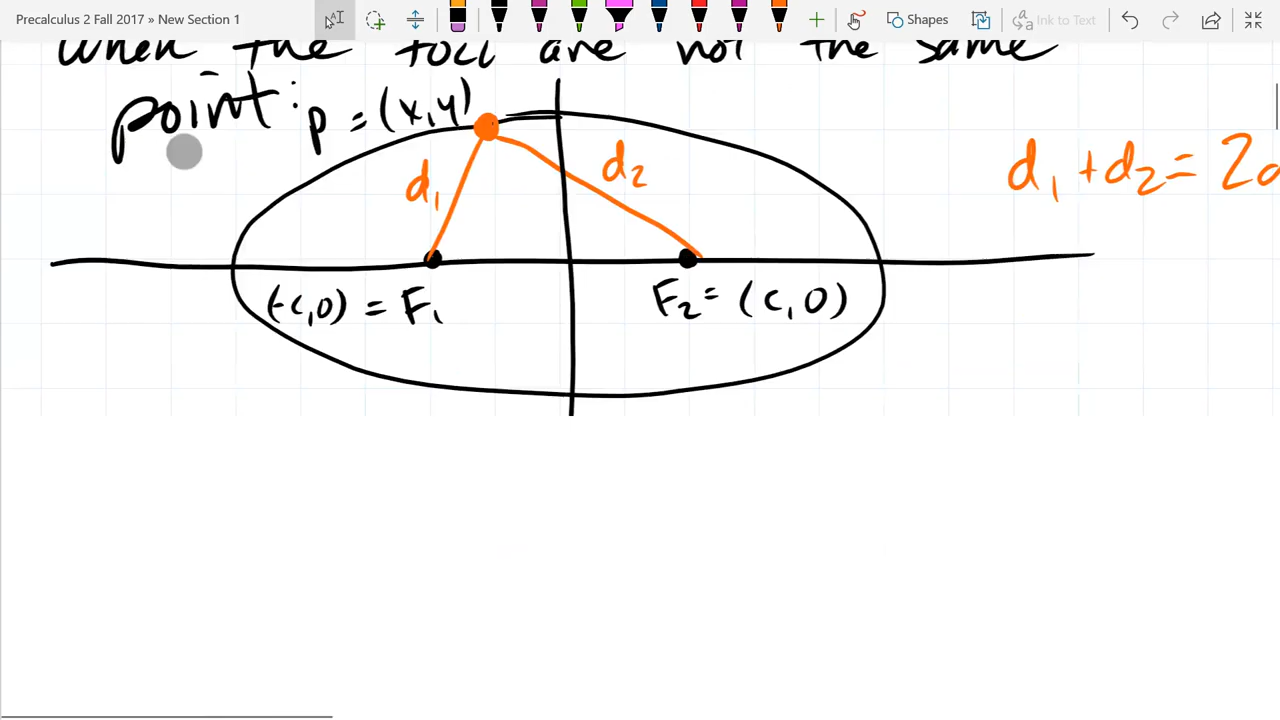 Precalculus 2 Fall 2017 » New Section 1
Shapes
Ink to Text
when the foci are not the same
point: p = (x,y)
d1
d2
d1 + d2 = 2a
(-c,0) = F1
F2 = (c,0)